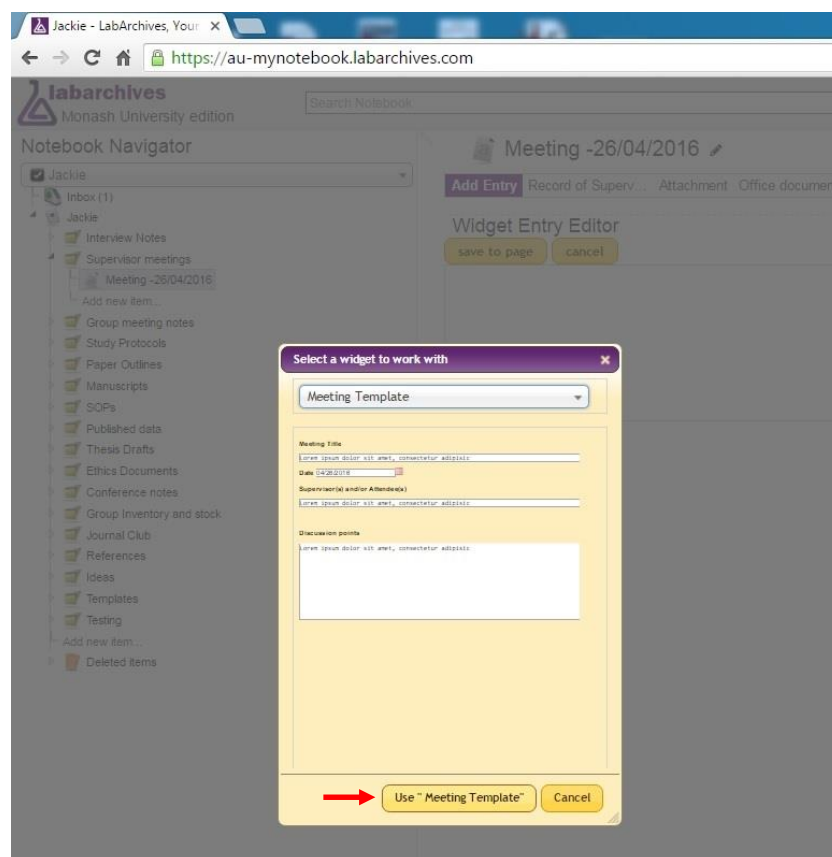 Jackie - LabArchives, Your
https://au-mynotebook.labarchives.com
labarchives
Monash University edition
Search Notebook
Notebook Navigator
Jackie
Inbox (1)
Jackie
Interview Notes
Supervisor meetings
Meeting -26/04/2016
Add new item...
Group meeting notes
Study Protocols
Paper Outlines
Manuscripts
SOPs
Published data
Thesis Drafts
Ethics Documents
Conference notes
Group Inventory and stock
Journal Club
References
Ideas
Templates
Testing
Add new item...
Deleted items
Meeting -26/04/2016
Add Entry Record of Superv... Attachment Office documen
Widget Entry Editor
save to page cancel
Select a widget to work with
Meeting Template
Meeting Title
Lorem ipsum dolor sit amet, consectetur adipisic
Date 04/26/2016
Supervisor(s) and/or Attendee(s)
Lorem ipsum dolor sit amet, consectetur adipisic
Discussion points
Lorem ipsum dolor sit amet, consectetur adipisic
Use " Meeting Template" Cancel